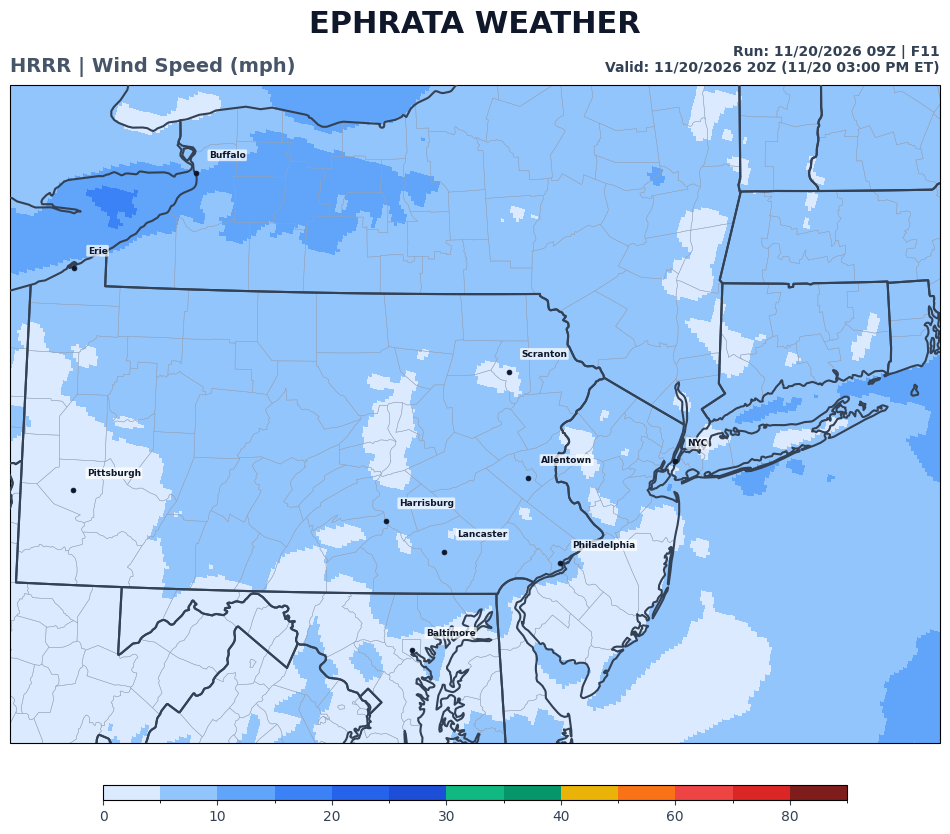 EPHRATA WEATHER
HRRR | Wind Speed (mph)
Run: 11/20/2026 09Z | F11
Valid: 11/20/2026 20Z (11/20 03:00 PM ET)
Buffalo
Erie
Scranton
NYC
Allentown
Pittsburgh
Harrisburg
Lancaster
Philadelphia
Baltimore
0 10 20 30 40 60 80